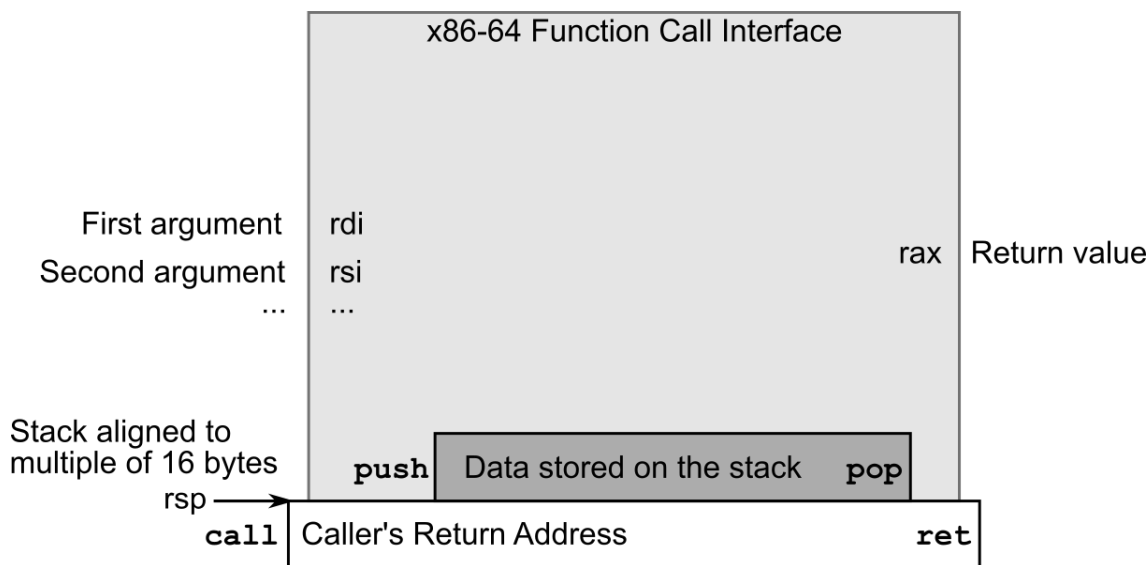 x86-64 Function Call Interface
First argument rdi
rax Return value
Second argument rsi
... ...
Stack aligned to
multiple of 16 bytes
push Data stored on the stack pop
rsp
call Caller's Return Address ret